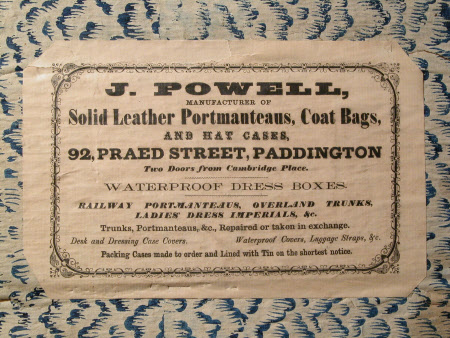 J. POWELL,
MANUFACTURER OF
Solid Leather Portmanteaus, Coat Bags,
AND HAT CASES,
92, PRAED STREET, PADDINGTON
Two Doors from Cambridge Place.
WATERPROOF DRESS BOXES.
RAILWAY PORTMANTEAUS, OVERLAND TRUNKS,
LADIES' DRESS IMPERIALS, &c.
Trunks, Portmanteaus, &c., Repaired or taken in exchange.
Desk and Dressing Case Covers. Waterproof Covers, Luggage Straps, &c.
Packing Cases made to order and Lined with Tin on the shortest notice.